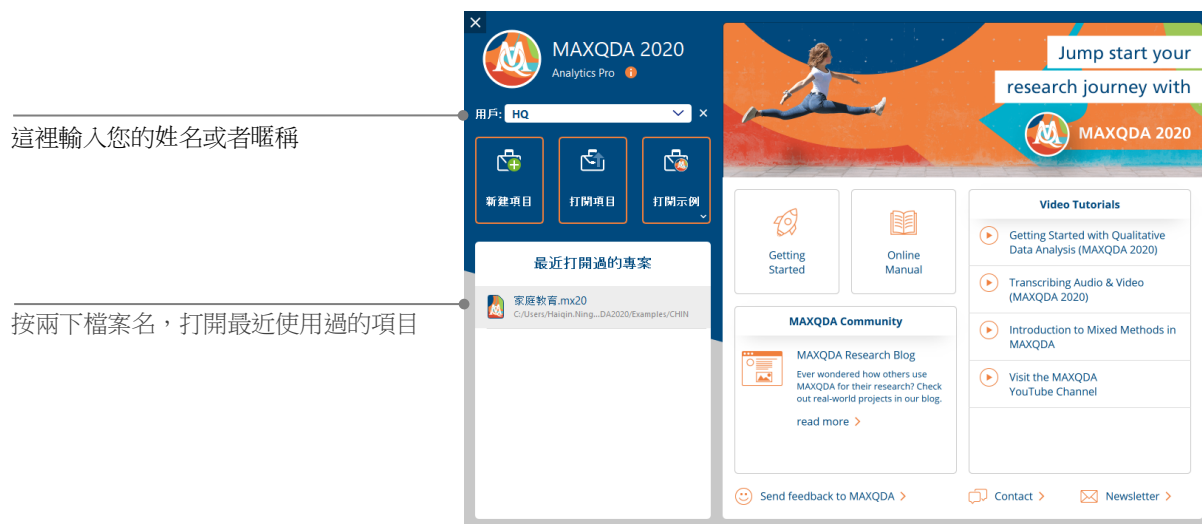 這裡輸入您的姓名或者暱稱
按兩下檔案名，打開最近使用過的項目
MAXQDA 2020
Analytics Pro
用戶: HQ
新建項目
打開項目
打開示例
最近打開過的專案
家庭教育.mx20
C:/Users/Haiqin.Ning...DA2020/Examples/CHIN
Jump start your
research journey with
MAXQDA 2020
Getting
Started
Online
Manual
MAXQDA Community
MAXQDA Research Blog
Ever wondered how others use
MAXQDA for their research? Check
out real-world projects in our blog.
read more >
Video Tutorials
Getting Started with Qualitative
Data Analysis (MAXQDA 2020)
Transcribing Audio & Video
(MAXQDA 2020)
Introduction to Mixed Methods in
MAXQDA
Visit the MAXQDA
YouTube Channel
Send feedback to MAXQDA >
Contact >
Newsletter >